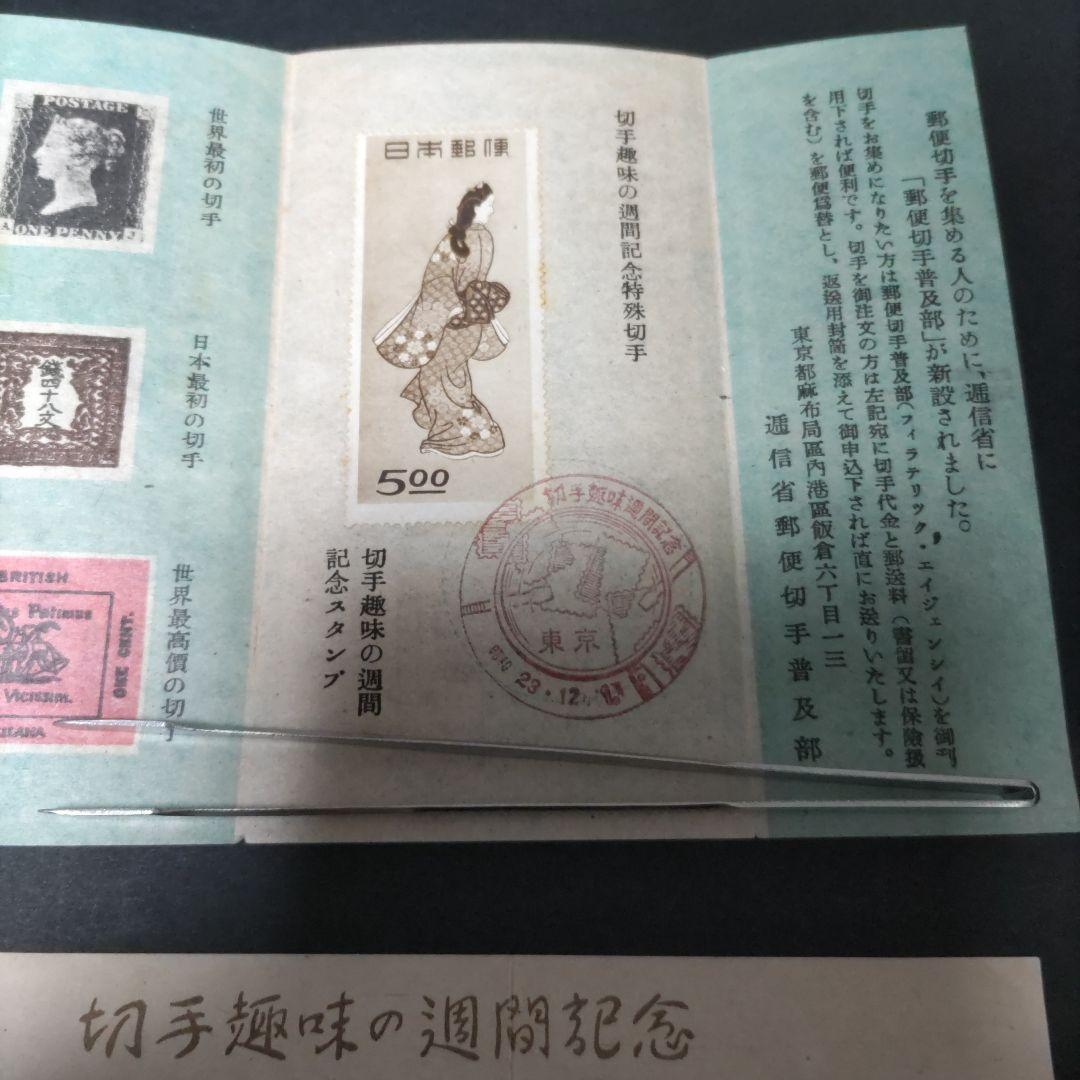 郵便切手を集める人のために、逓信省に
「郵便切手普及部」が新設されました。
切手をお集めになりたい方は郵便切手普及部(フィラテリック・エイジェンシイ)を御利
用下されば便利です。切手を御注文の方は左記宛に切手代金と郵送料(書留又は保險扱
を含む)を郵便爲替とし、返送用封筒を添えて御申込下されば直にお送りいたします。
東京都麻布局區內港區飯倉六丁目一三
逓信省郵便切手普及部
切手趣味の週間記念特殊切手
日本郵便
500
切手趣味の週間
記念スタンプ
切手趣味週間記念
東京
23.12.
世界最初の切手
POSTAGE
ONE PENNY
A
J
日本最初の切手
錢四十八文
世界最高價の切手
BRITISH
Patimus
Vicissim.
ONE CENT.
切手趣味の週間記念